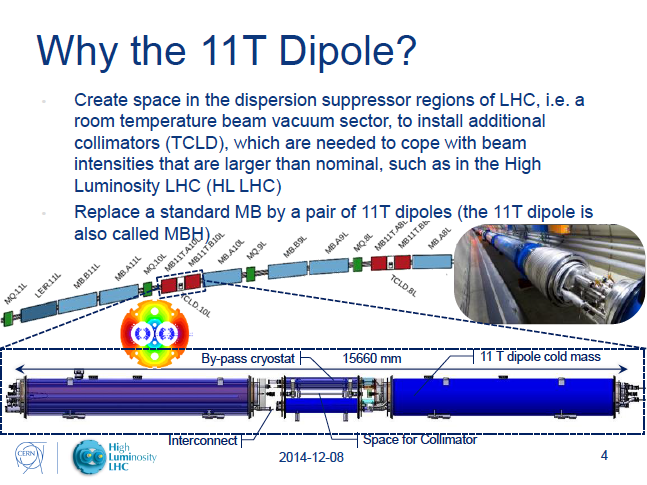 Why the 11T Dipole?
Create space in the dispersion suppressor regions of LHC, i.e. a
room temperature beam vacuum sector, to install additional
collimators (TCLD), which are needed to cope with beam
intensities that are larger than nominal, such as in the High
Luminosity LHC (HL LHC)
Replace a standard MB by a pair of 11T dipoles (the 11T dipole is
also called MBH)
MQ.11L
LEIR.11L
MB.B11L
MB.A11L
MQ.10L
MB11T.A10L
MB11T.B10L
MB.A10L
MQ.9L
MB.B9L
MB.A9L
MQ.8L
MB11T.A8L
MB.A8L
TCLD.10L
TCLD.8L
By-pass cryostat
15660 mm
11 T dipole cold mass
Interconnect
Space for Collimator
CERN
High
Luminosity
LHC
2014-12-08
4